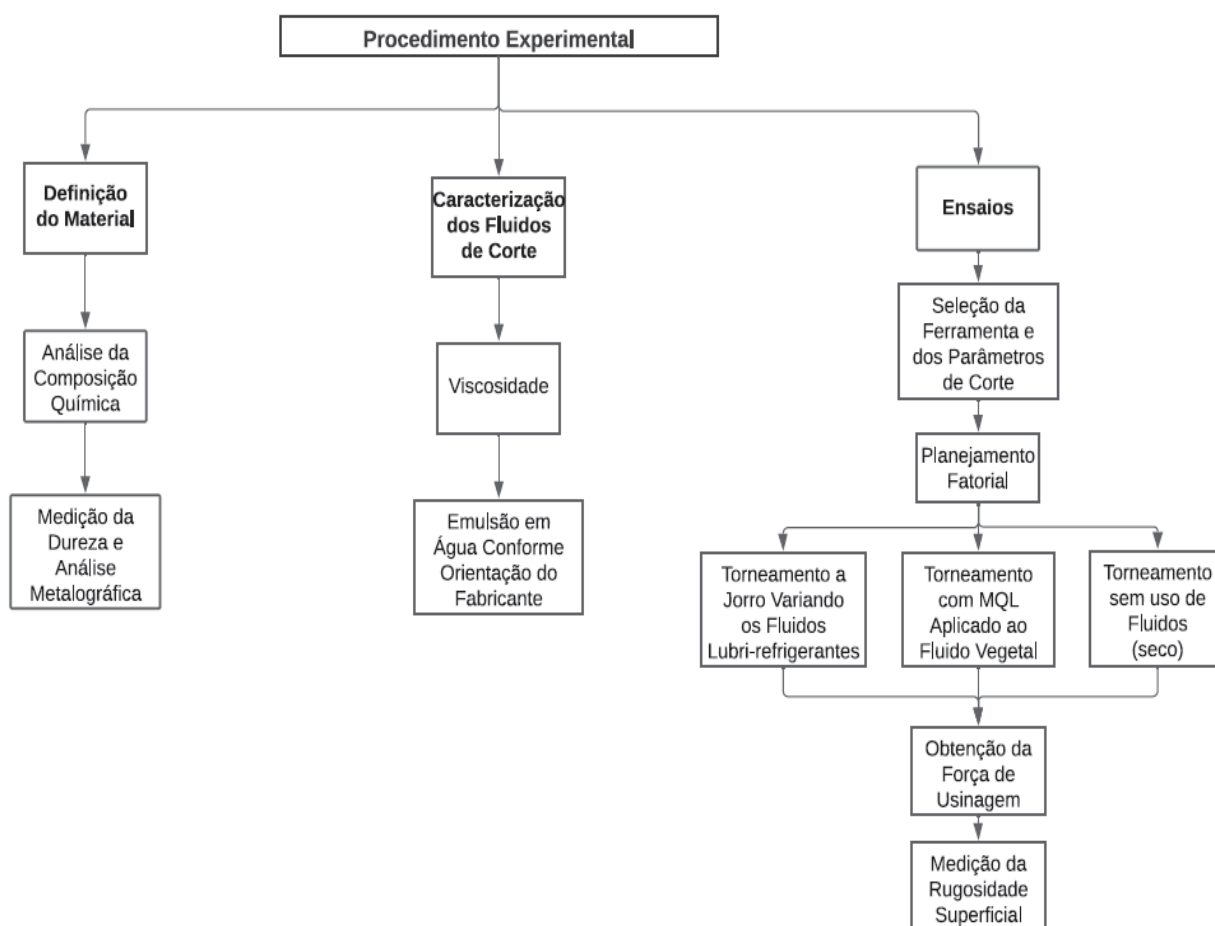 Procedimento Experimental
Definição
do Material
Análise da
Composição
Química
Medição da
Dureza e
Análise
Metalográfica
Caracterização
dos Fluidos
de Corte
Viscosidade
Emulsão em
Água Conforme
Orientação do
Fabricante
Ensaios
Seleção da
Ferramenta e
dos Parâmetros
de Corte
Planejamento
Fatorial
Torneamento a
Jorro Variando
os Fluidos
Lubri-refrigerantes
Torneamento
com MQL
Aplicado ao
Fluido Vegetal
Torneamento
sem uso de
Fluidos
(seco)
Obtenção da
Força de
Usinagem
Medição da
Rugosidade
Superficial